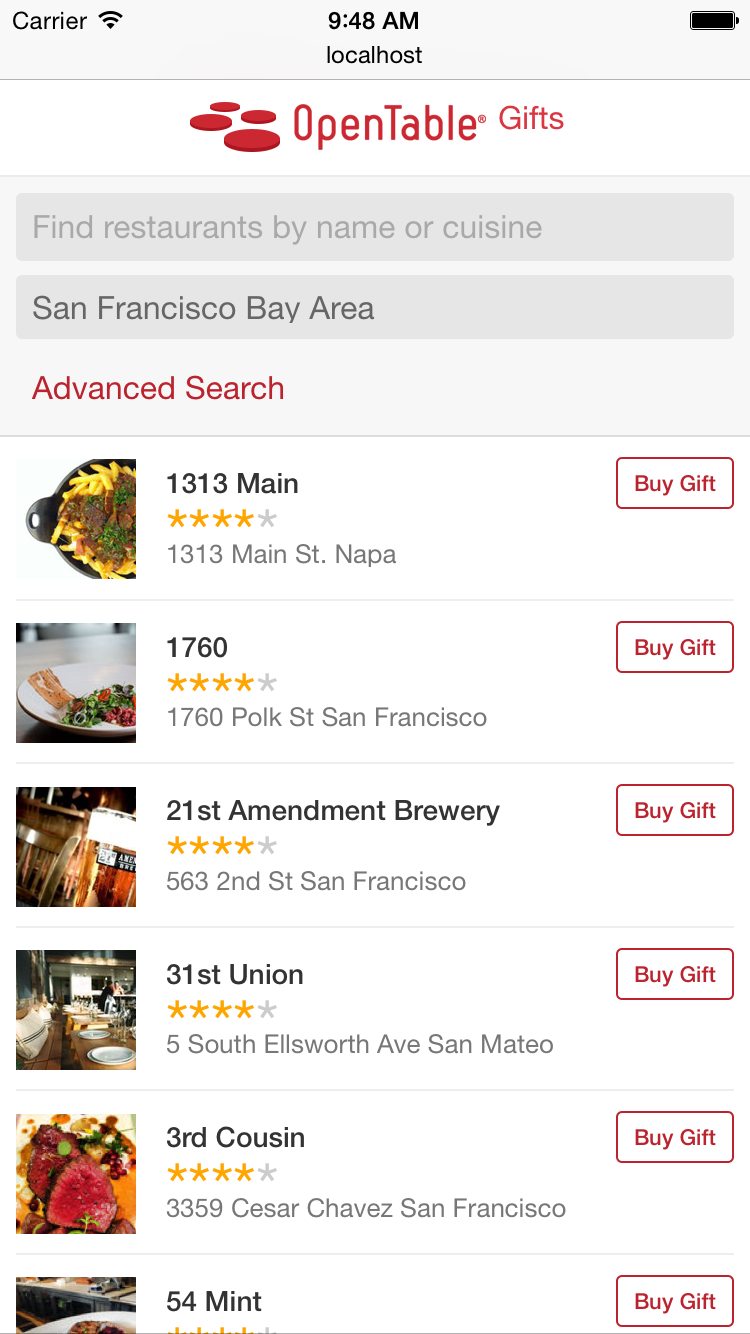 Carrier 9:48 AM
localhost
OpenTable® Gifts
Find restaurants by name or cuisine
San Francisco Bay Area
Advanced Search
1313 Main
Buy Gift
1313 Main St. Napa
1760
Buy Gift
1760 Polk St San Francisco
21st Amendment Brewery
Buy Gift
563 2nd St San Francisco
31st Union
Buy Gift
5 South Ellsworth Ave San Mateo
3rd Cousin
Buy Gift
3359 Cesar Chavez San Francisco
54 Mint
Buy Gift